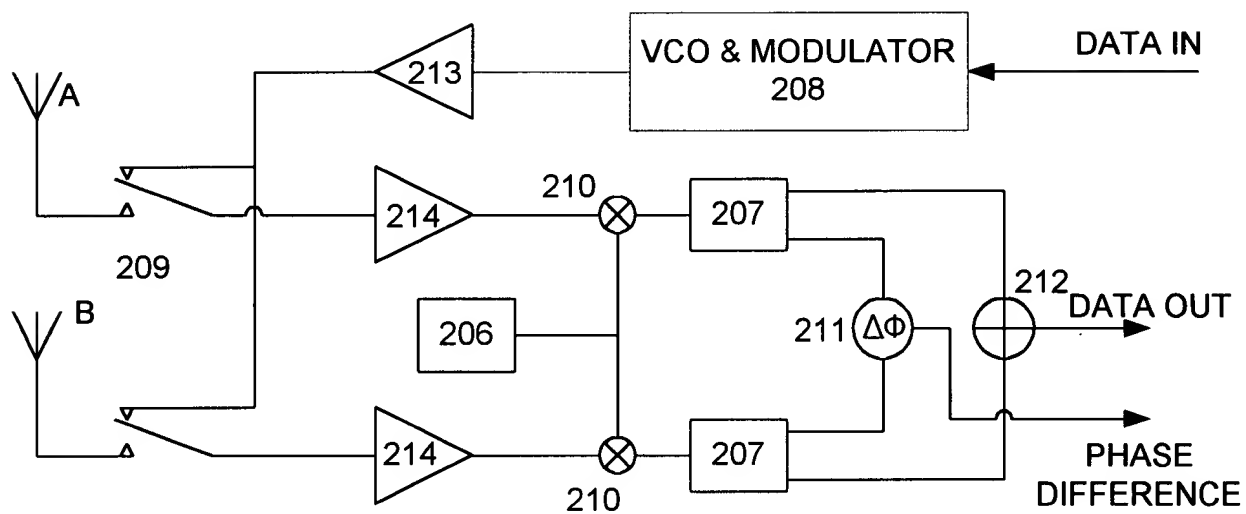 A
213
VCO & MODULATOR
208
DATA IN
214
210
207
209
B
206
211
ΔΦ
212
DATA OUT
214
210
207
PHASE
DIFFERENCE